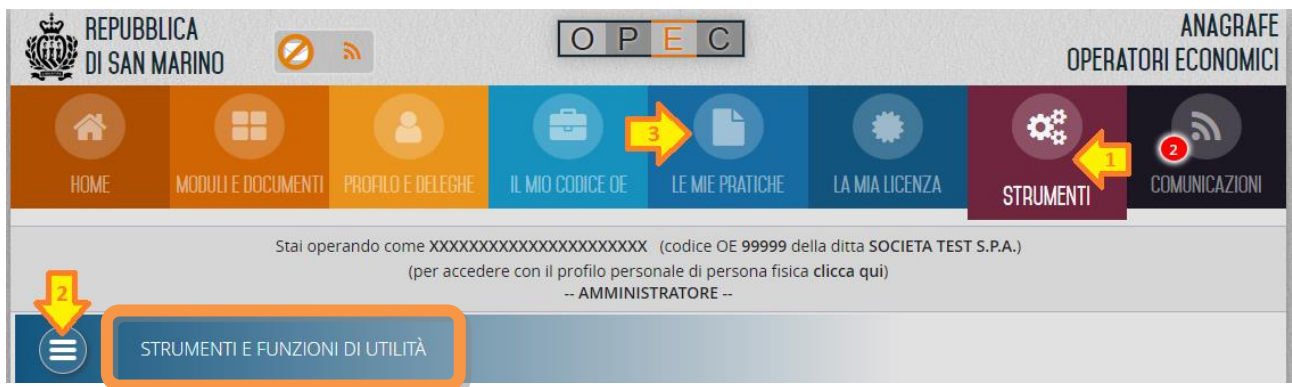 REPUBBLICA
DI SAN MARINO
OPEC
ANAGRAFE
OPERATORI ECONOMICI
3
1
2
HOME
MODULI E DOCUMENTI
PROFILO E DELEGHE
IL MIO CODICE OE
LE MIE PRATICHE
LA MIA LICENZA
STRUMENTI
COMUNICAZIONI
Stai operando come XXXXXXXXXXXXXXXXXXXXXXX (codice OE 99999 della ditta SOCIETA TEST S.P.A.)
(per accedere con il profilo personale di persona fisica clicca qui)
-- AMMINISTRATORE --
2
STRUMENTI E FUNZIONI DI UTILITÀ